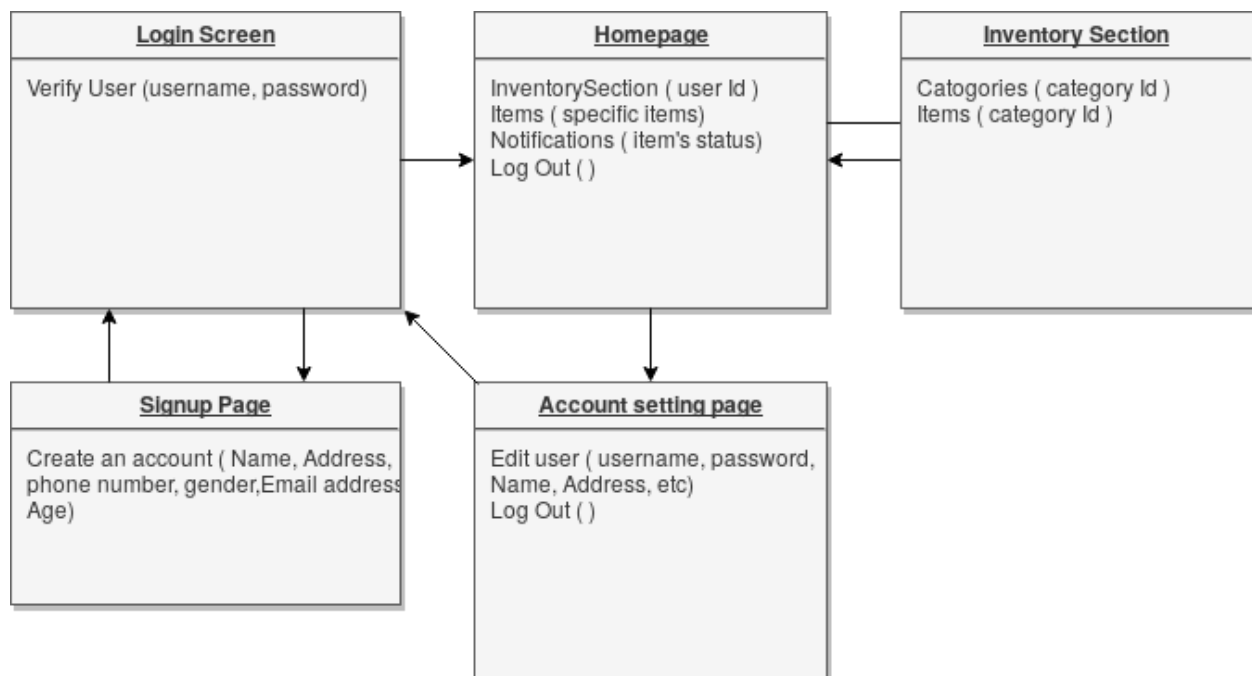 Login Screen
Verify User (username, password)
Homepage
InventorySection ( user Id )
Items ( specific items)
Notifications ( item's status)
Log Out ( )
Inventory Section
Catogories ( category Id )
Items ( category Id )
Signup Page
Create an account ( Name, Address,
phone number, gender,Email address
Age)
Account setting page
Edit user ( username, password,
Name, Address, etc)
Log Out ( )